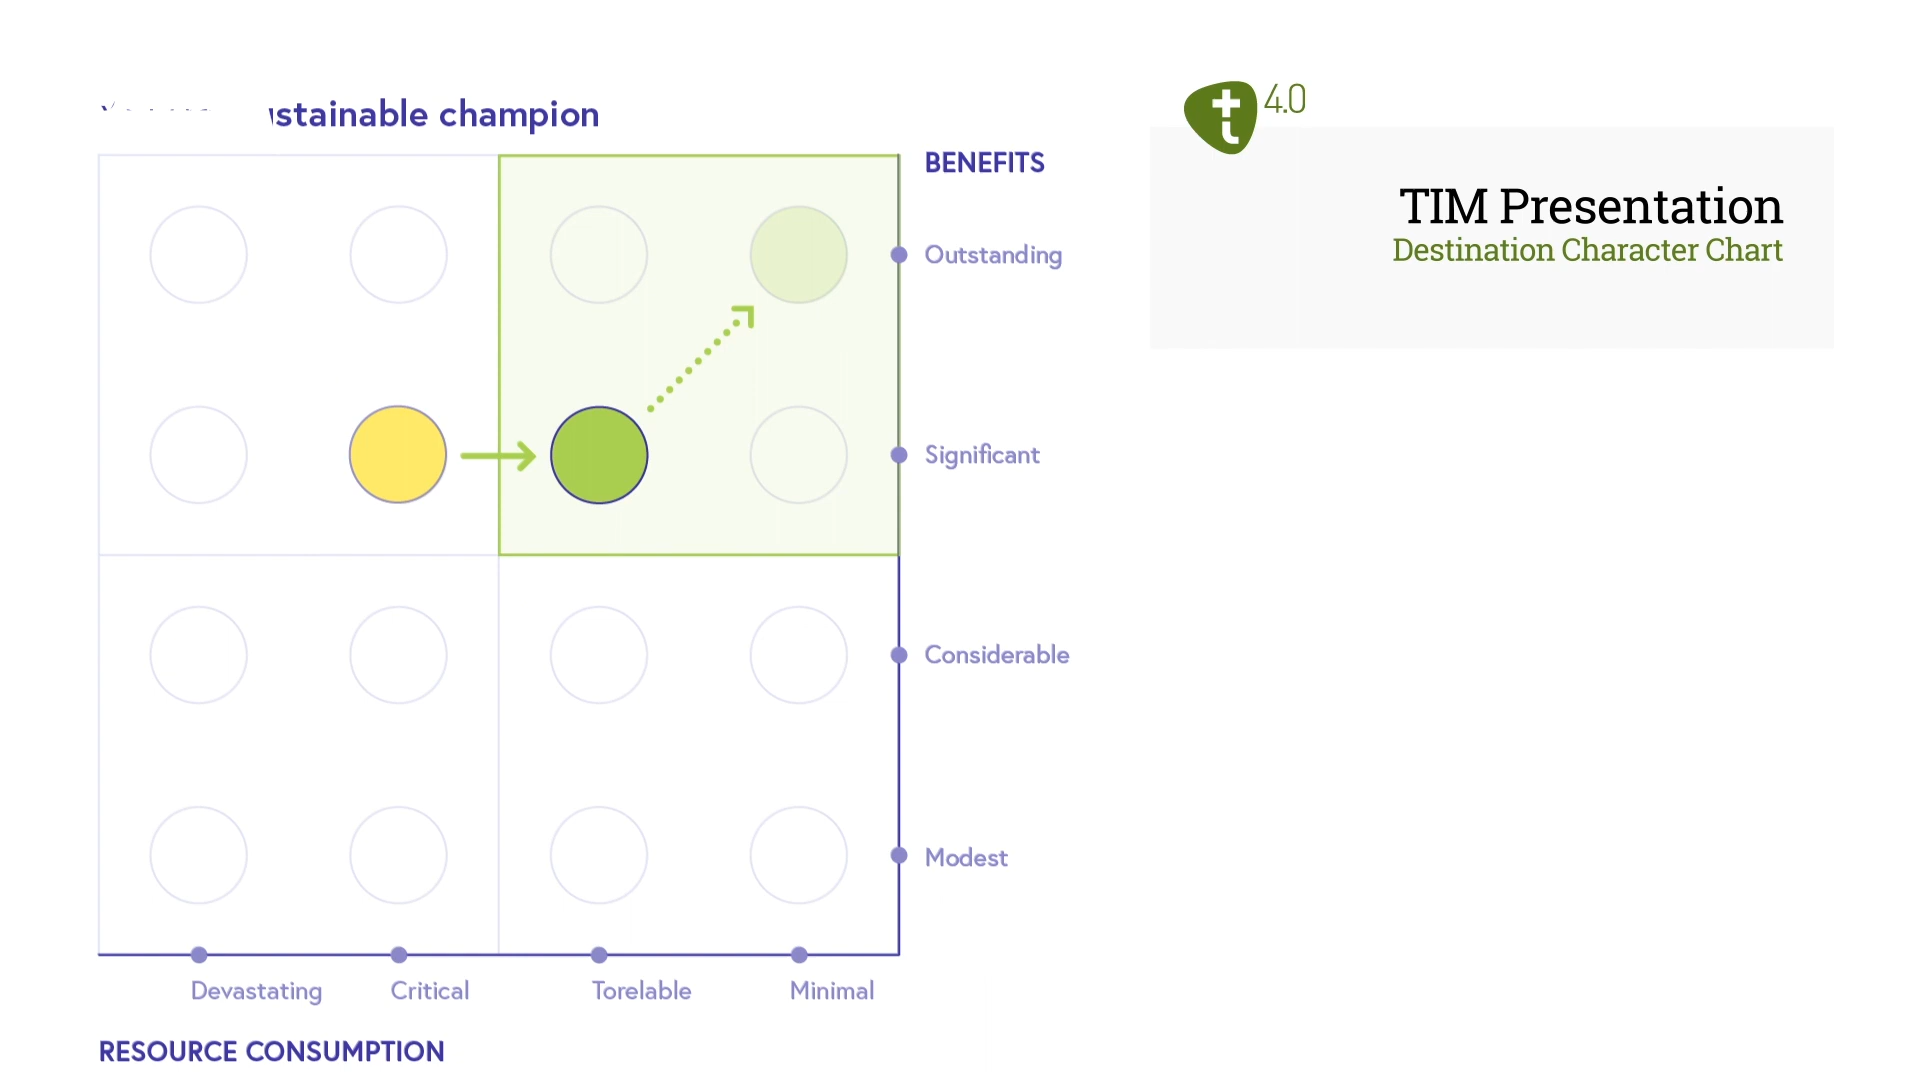 stainable champion
BENEFITS
Outstanding
Significant
Considerable
Modest
Devastating
Critical
Torelable
Minimal
RESOURCE CONSUMPTION
t 4.0
TIM Presentation
Destination Character Chart